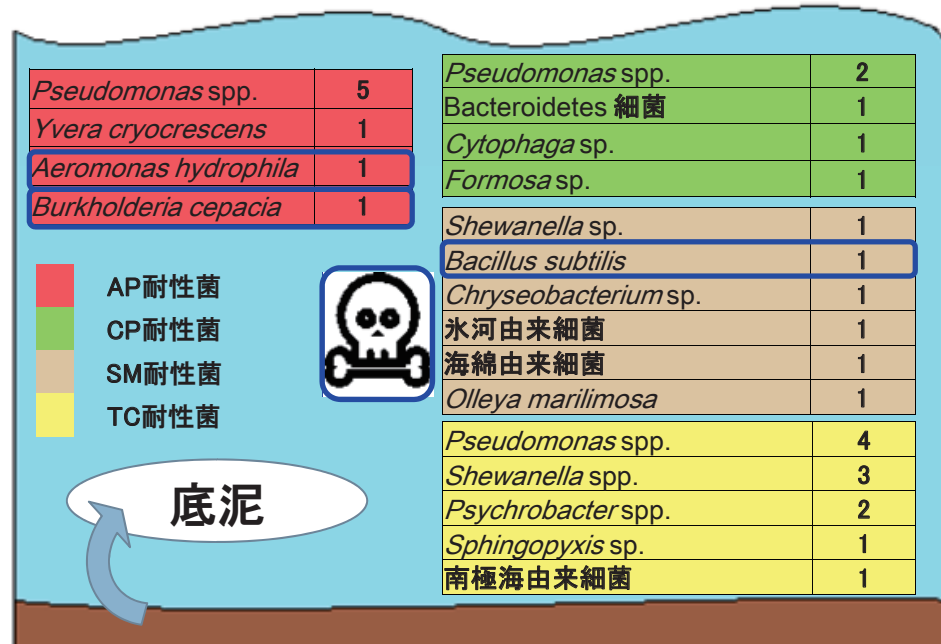 Pseudomonas spp. 5
Yvera cryocrescens 1
Aeromonas hydrophila 1
Burkholderia cepacia 1
AP耐性菌
CP耐性菌
SM耐性菌
TC耐性菌
底泥
Pseudomonas spp. 2
Bacteroidetes 細菌 1
Cytophaga sp. 1
Formosa sp. 1
Shewanella sp. 1
Bacillus subtilis 1
Chryseobacterium sp. 1
氷河由来細菌 1
海綿由来細菌 1
Olleya marilimosa 1
Pseudomonas spp. 4
Shewanella spp. 3
Psychrobacter spp. 2
Sphingopyxis sp. 1
南極海由来細菌 1